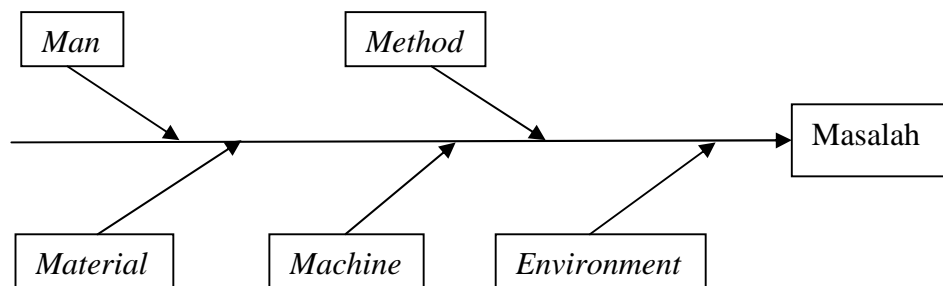 Man
Method
Masalah
Material
Machine
Environment